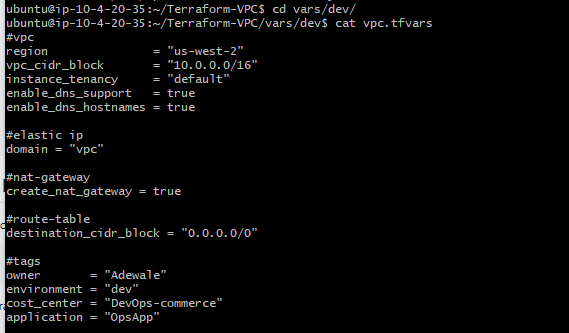 ubuntu@ip-10-4-20-35:~/Terraform-VPC$ cd vars/dev/
ubuntu@ip-10-4-20-35:~/Terraform-VPC/vars/dev$ cat vpc.tfvars
#vpc
region               = "us-west-2"
vpc_cidr_block       = "10.0.0.0/16"
instance_tenancy     = "default"
enable_dns_support   = true
enable_dns_hostnames = true
#elastic ip
domain = "vpc"
#nat-gateway
create_nat_gateway = true
#route-table
destination_cidr_block = "0.0.0.0/0"
#tags
owner       = "Adewale"
environment = "dev"
cost_center = "DevOps-commerce"
application = "OpsApp"